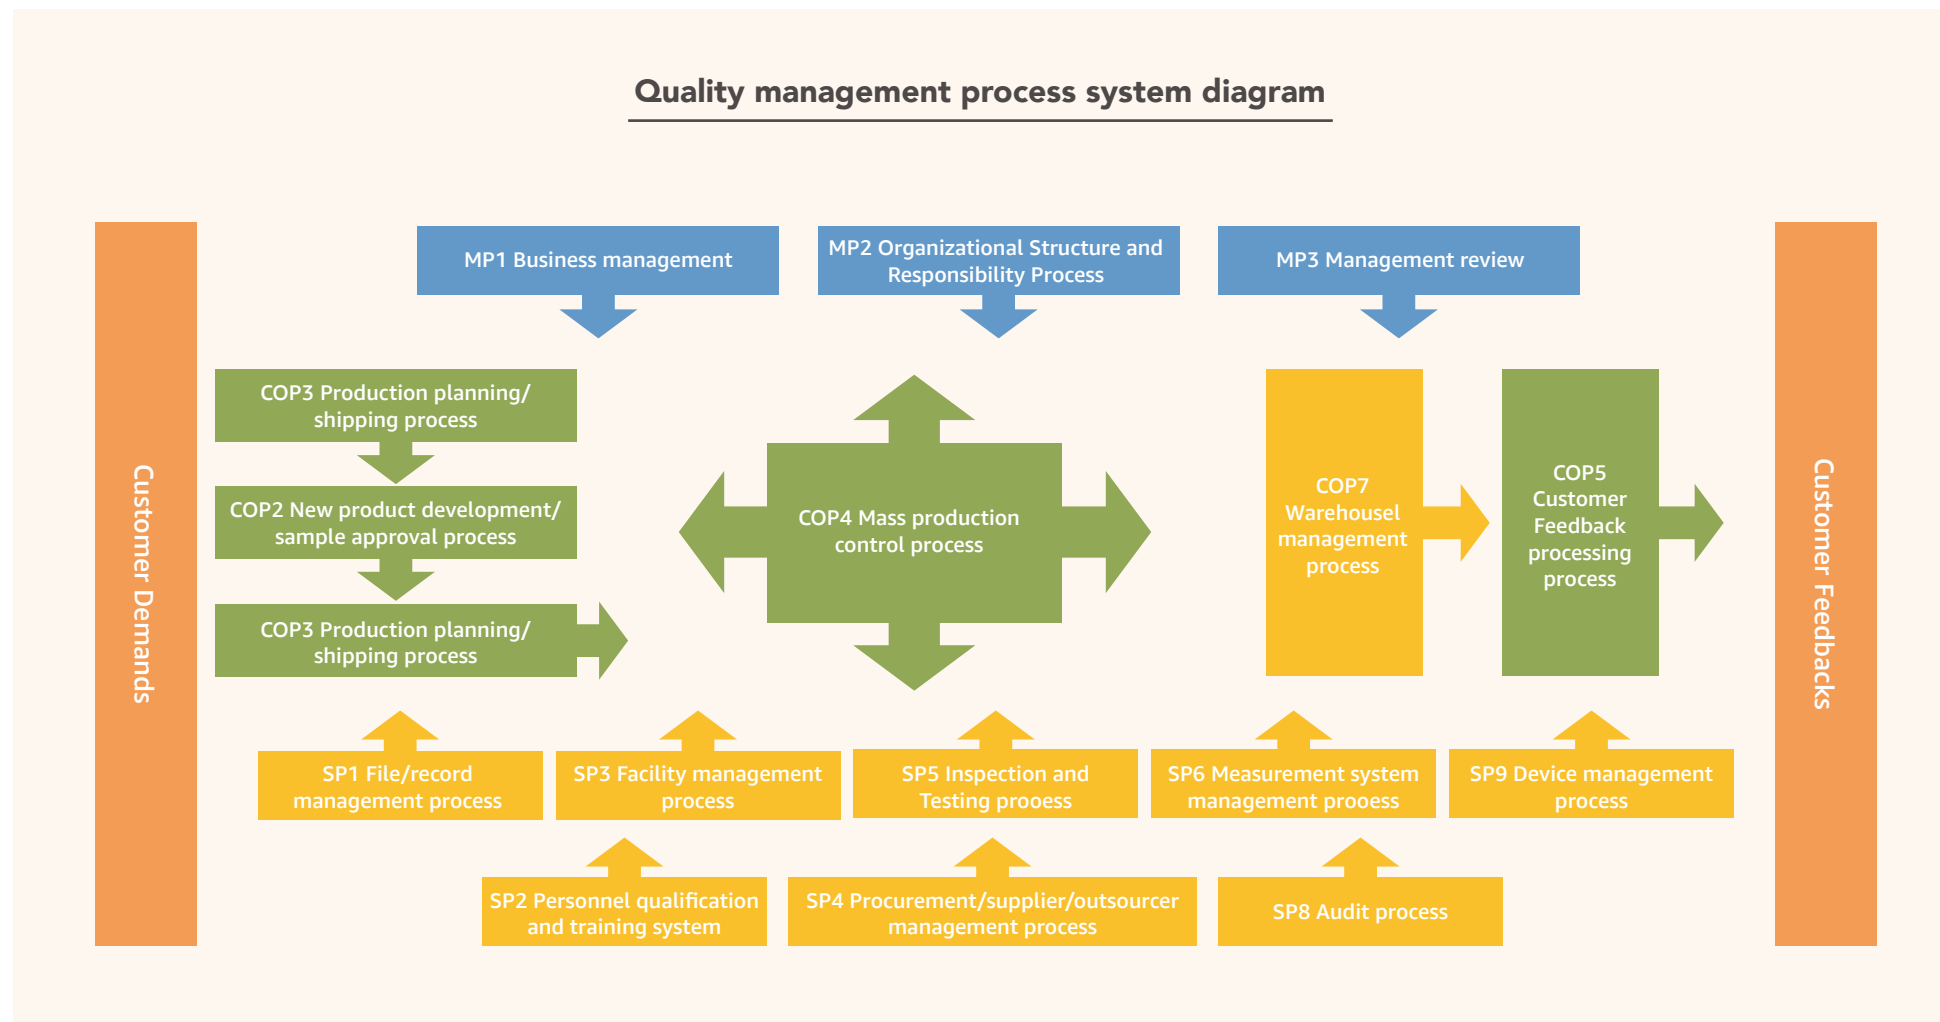 Quality management process system diagram
MP1 Business management
MP2 Organizational Structure and
Responsibility Process
MP3 Management review
Customer Demands
COP3 Production planning/
shipping process
COP2 New product development/
sample approval process
COP3 Production planning/
shipping process
COP4 Mass production
control process
COP7
Warehousel
management
process
COP5
Customer
Feedback
processing
process
Customer Feedbacks
SP1 File/record
management process
SP3 Facility management
process
SP5 Inspection and
Testing prooess
SP6 Measurement system
management prooess
SP9 Device management
process
SP2 Personnel qualification
and training system
SP4 Procurement/supplier/outsourcer
management process
SP8 Audit process